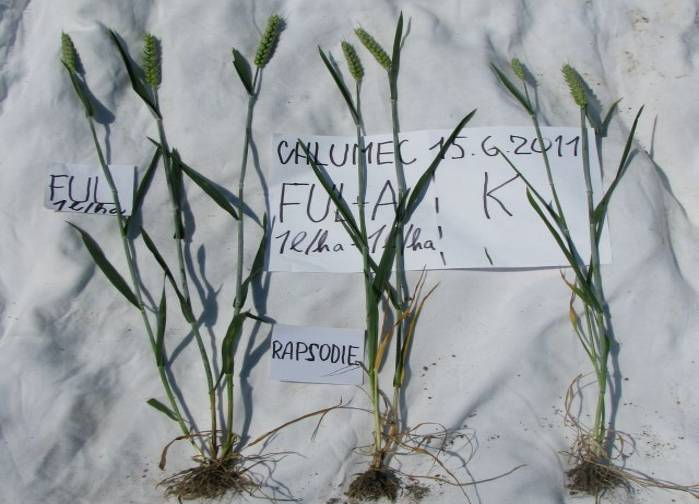 FUL
1l/ha
CHLUMEC 15.6.2011
FUL+A K
1l/ha+1l/ha
RAPSODIE